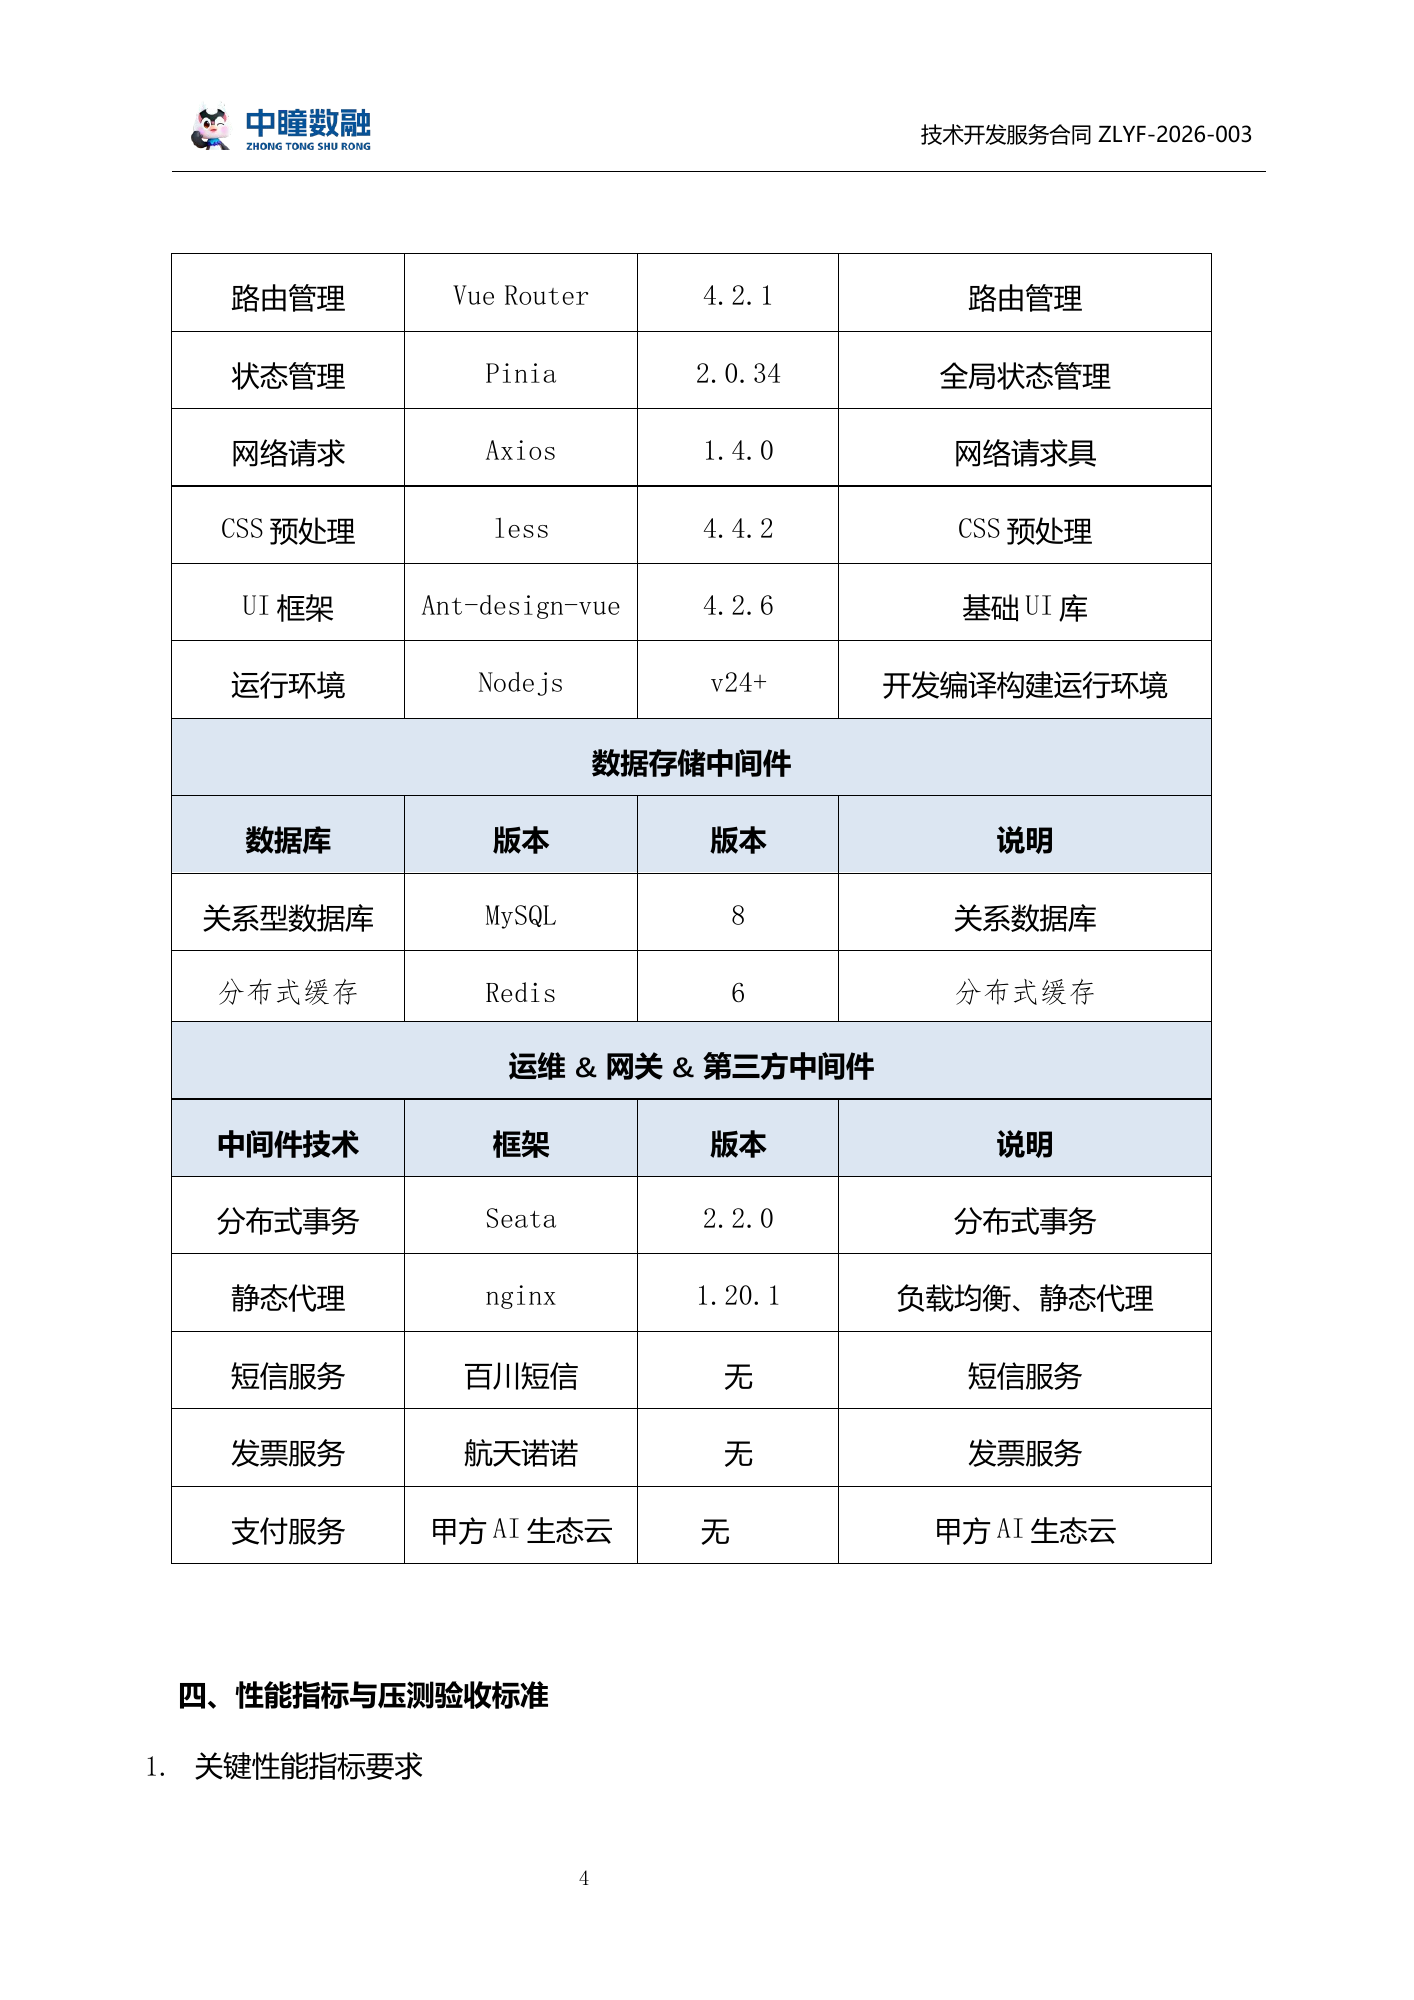 中瞳数融
ZHONG TONG SHU RONG
技术开发服务合同 ZLYF-2026-003
路由管理 Vue Router 4.2.1 路由管理
状态管理 Pinia 2.0.34 全局状态管理
网络请求 Axios 1.4.0 网络请求具
CSS 预处理 less 4.4.2 CSS 预处理
UI 框架 Ant-design-vue 4.2.6 基础 UI 库
运行环境 Nodejs v24+ 开发编译构建运行环境
数据存储中间件
数据库 版本 版本 说明
关系型数据库 MySQL 8 关系数据库
分布式缓存 Redis 6 分布式缓存
运维 & 网关 & 第三方中间件
中间件技术 框架 版本 说明
分布式事务 Seata 2.2.0 分布式事务
静态代理 nginx 1.20.1 负载均衡、静态代理
短信服务 百川短信 无 短信服务
发票服务 航天诺诺 无 发票服务
支付服务 甲方 AI 生态云 无 甲方 AI 生态云
四、性能指标与压测验收标准
1. 关键性能指标要求
4